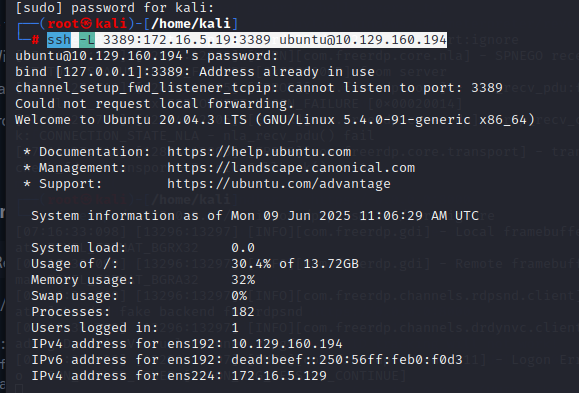 [sudo] password for kali:
┌──(root㉿kali)-[/home/kali]
└─# ssh -L 3389:172.16.5.19:3389 ubuntu@10.129.160.194
ubuntu@10.129.160.194's password:
bind [127.0.0.1]:3389: Address already in use
channel_setup_fwd_listener_tcpip: cannot listen to port: 3389
Could not request local forwarding.
Welcome to Ubuntu 20.04.3 LTS (GNU/Linux 5.4.0-91-generic x86_64)
* Documentation:  https://help.ubuntu.com
* Management:     https://landscape.canonical.com
* Support:        https://ubuntu.com/advantage
System information as of Mon 09 Jun 2025 11:06:29 AM UTC
System load:             0.0
Usage of /:              30.4% of 13.72GB
Memory usage:            32%
Swap usage:              0%
Processes:               182
Users logged in:         1
IPv4 address for ens192: 10.129.160.194
IPv6 address for ens192: dead:beef::250:56ff:feb0:f0d3
IPv4 address for ens224: 172.16.5.129